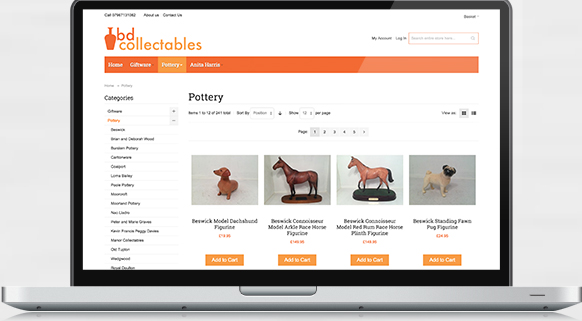 Call 07967131062 About us Contact Us
Basket
bd
collectables
My Account Log In
Search entire store here...
Home Giftware Pottery Anita Harris
Home > Pottery
Categories
Giftware
Pottery
Beswick
Brian and Deborah Wood
Burslem Pottery
Carltonware
Coalport
Lorna Bailey
Poole Pottery
Moorcroft
Moorland Pottery
Peter and Marie Graves
Kevin Francis Peggy Davies
Manor Collectables
Old Tupton
Wedgwood
Royal Doulton
Pottery
Items 1 to 12 of 241 total Sort By Position Show 12 per page View as:
Page: 1 2 3 4 5
Beswick Model Dachshund
Figurine
£19.95
Add to Cart
Beswick Connoisseur
Model Arkle Race Horse
Figurine
£149.95
Add to Cart
Beswick Connoisseur
Model Red Rum Race Horse
Plinth Figurine
£149.95
Add to Cart
Beswick Standing Fawn
Pug Figurine
£24.95
Add to Cart